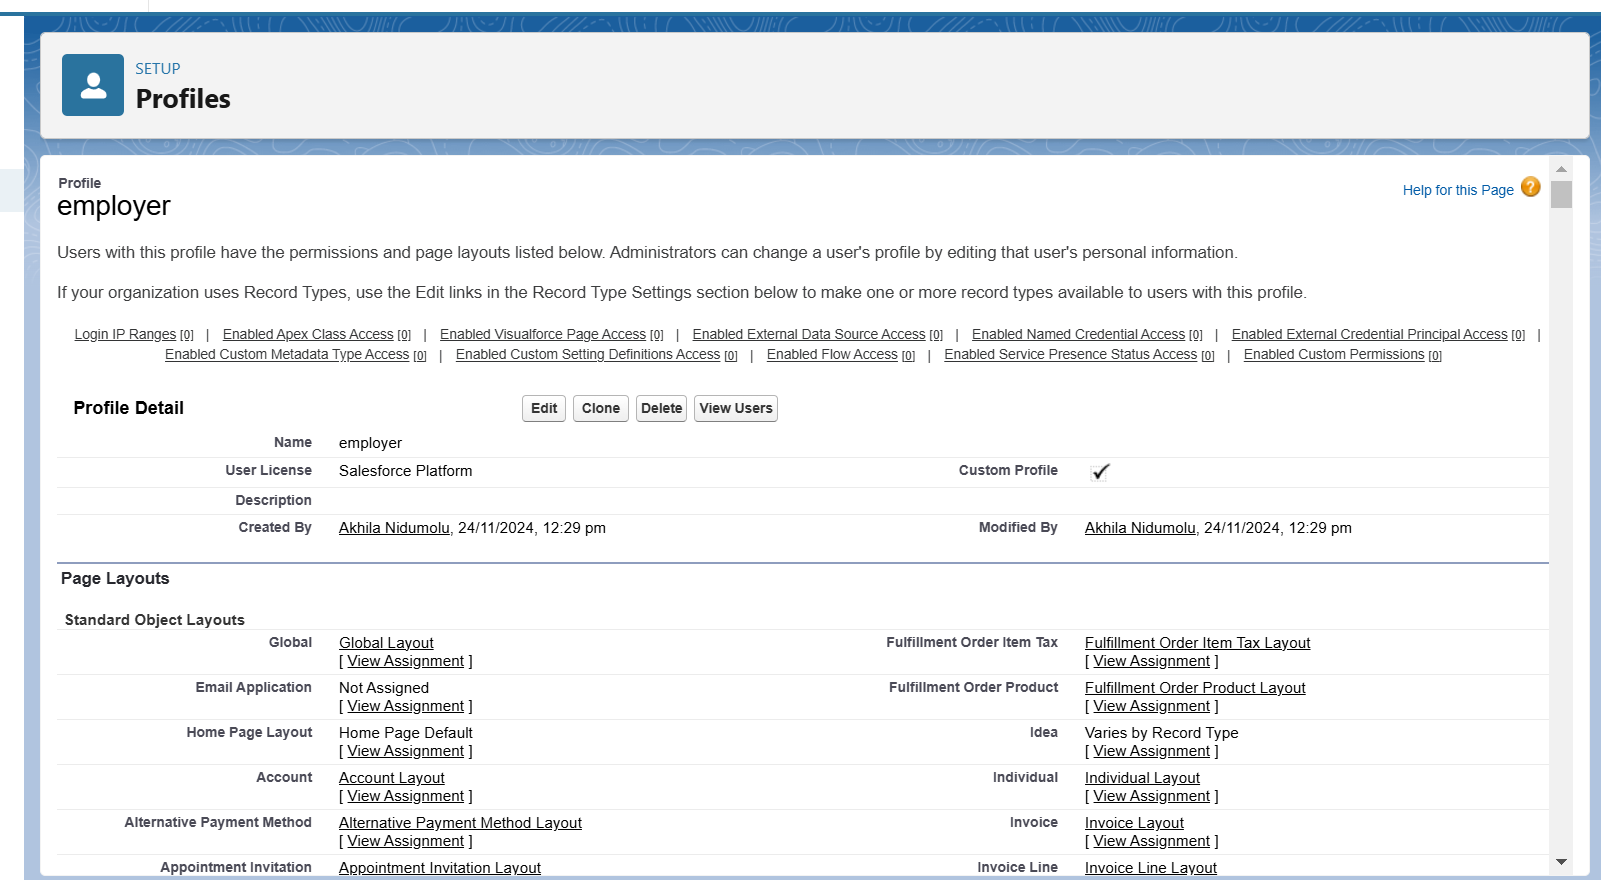 SETUP
Profiles
Profile
employer
Help for this Page ?
Users with this profile have the permissions and page layouts listed below. Administrators can change a user's profile by editing that user's personal information.
If your organization uses Record Types, use the Edit links in the Record Type Settings section below to make one or more record types available to users with this profile.
Login IP Ranges [0] | Enabled Apex Class Access [0] | Enabled Visualforce Page Access [0] | Enabled External Data Source Access [0] | Enabled Named Credential Access [0] | Enabled External Credential Principal Access [0] |
Enabled Custom Metadata Type Access [0] | Enabled Custom Setting Definitions Access [0] | Enabled Flow Access [0] | Enabled Service Presence Status Access [0] | Enabled Custom Permissions [0]
Profile Detail Edit Clone Delete View Users
Name employer
User License Salesforce Platform Custom Profile
Description
Created By Akhila Nidumolu, 24/11/2024, 12:29 pm Modified By Akhila Nidumolu, 24/11/2024, 12:29 pm
Page Layouts
Standard Object Layouts
Global Global Layout Fulfillment Order Item Tax Fulfillment Order Item Tax Layout
[ View Assignment ] [ View Assignment ]
Email Application Not Assigned Fulfillment Order Product Fulfillment Order Product Layout
[ View Assignment ] [ View Assignment ]
Home Page Layout Home Page Default Idea Varies by Record Type
[ View Assignment ] [ View Assignment ]
Account Account Layout Individual Individual Layout
[ View Assignment ] [ View Assignment ]
Alternative Payment Method Alternative Payment Method Layout Invoice Invoice Layout
[ View Assignment ] [ View Assignment ]
Appointment Invitation Appointment Invitation Layout Invoice Line Invoice Line Layout